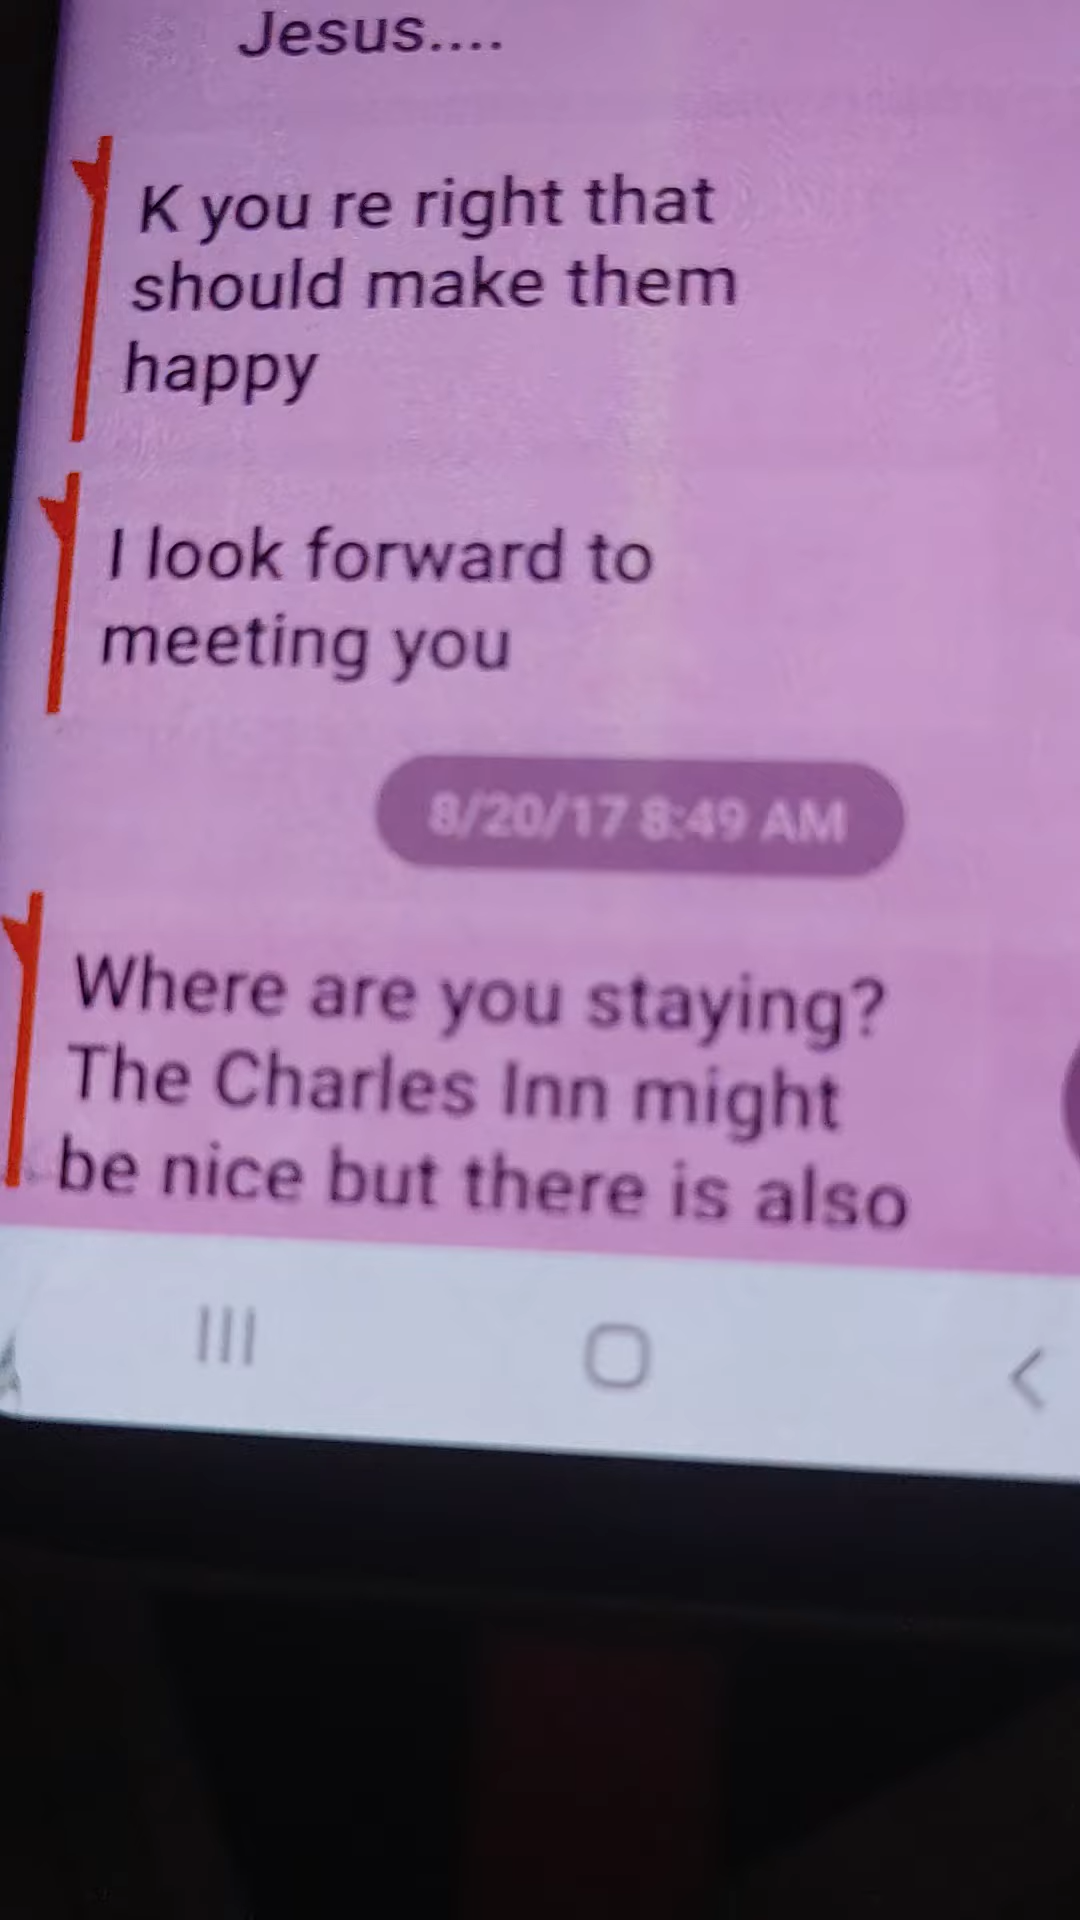 Jesus....
K you re right that
should make them
happy
I look forward to
meeting you
8/20/17 8:49 AM
Where are you staying?
The Charles Inn might
be nice but there is also